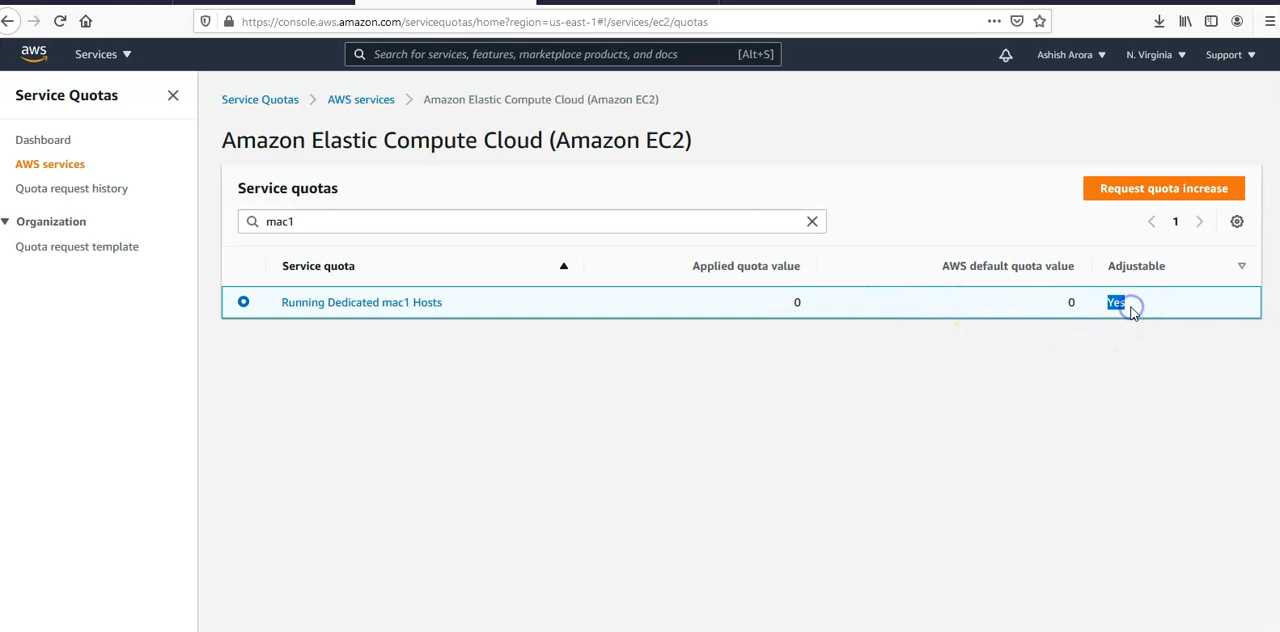 https://console.aws.amazon.com/servicequotas/home?region=us-east-1#!/services/ec2/quotas
aws Services Search for services, features, marketplace products, and docs [Alt+S] Ashish Arora N. Virginia Support
Service Quotas
Dashboard
AWS services
Quota request history
Organization
Quota request template
Service Quotas AWS services Amazon Elastic Compute Cloud (Amazon EC2)
Amazon Elastic Compute Cloud (Amazon EC2)
Service quotas Request quota increase
mac1 1
Service quota Applied quota value AWS default quota value Adjustable
Running Dedicated mac1 Hosts 0 0 Yes